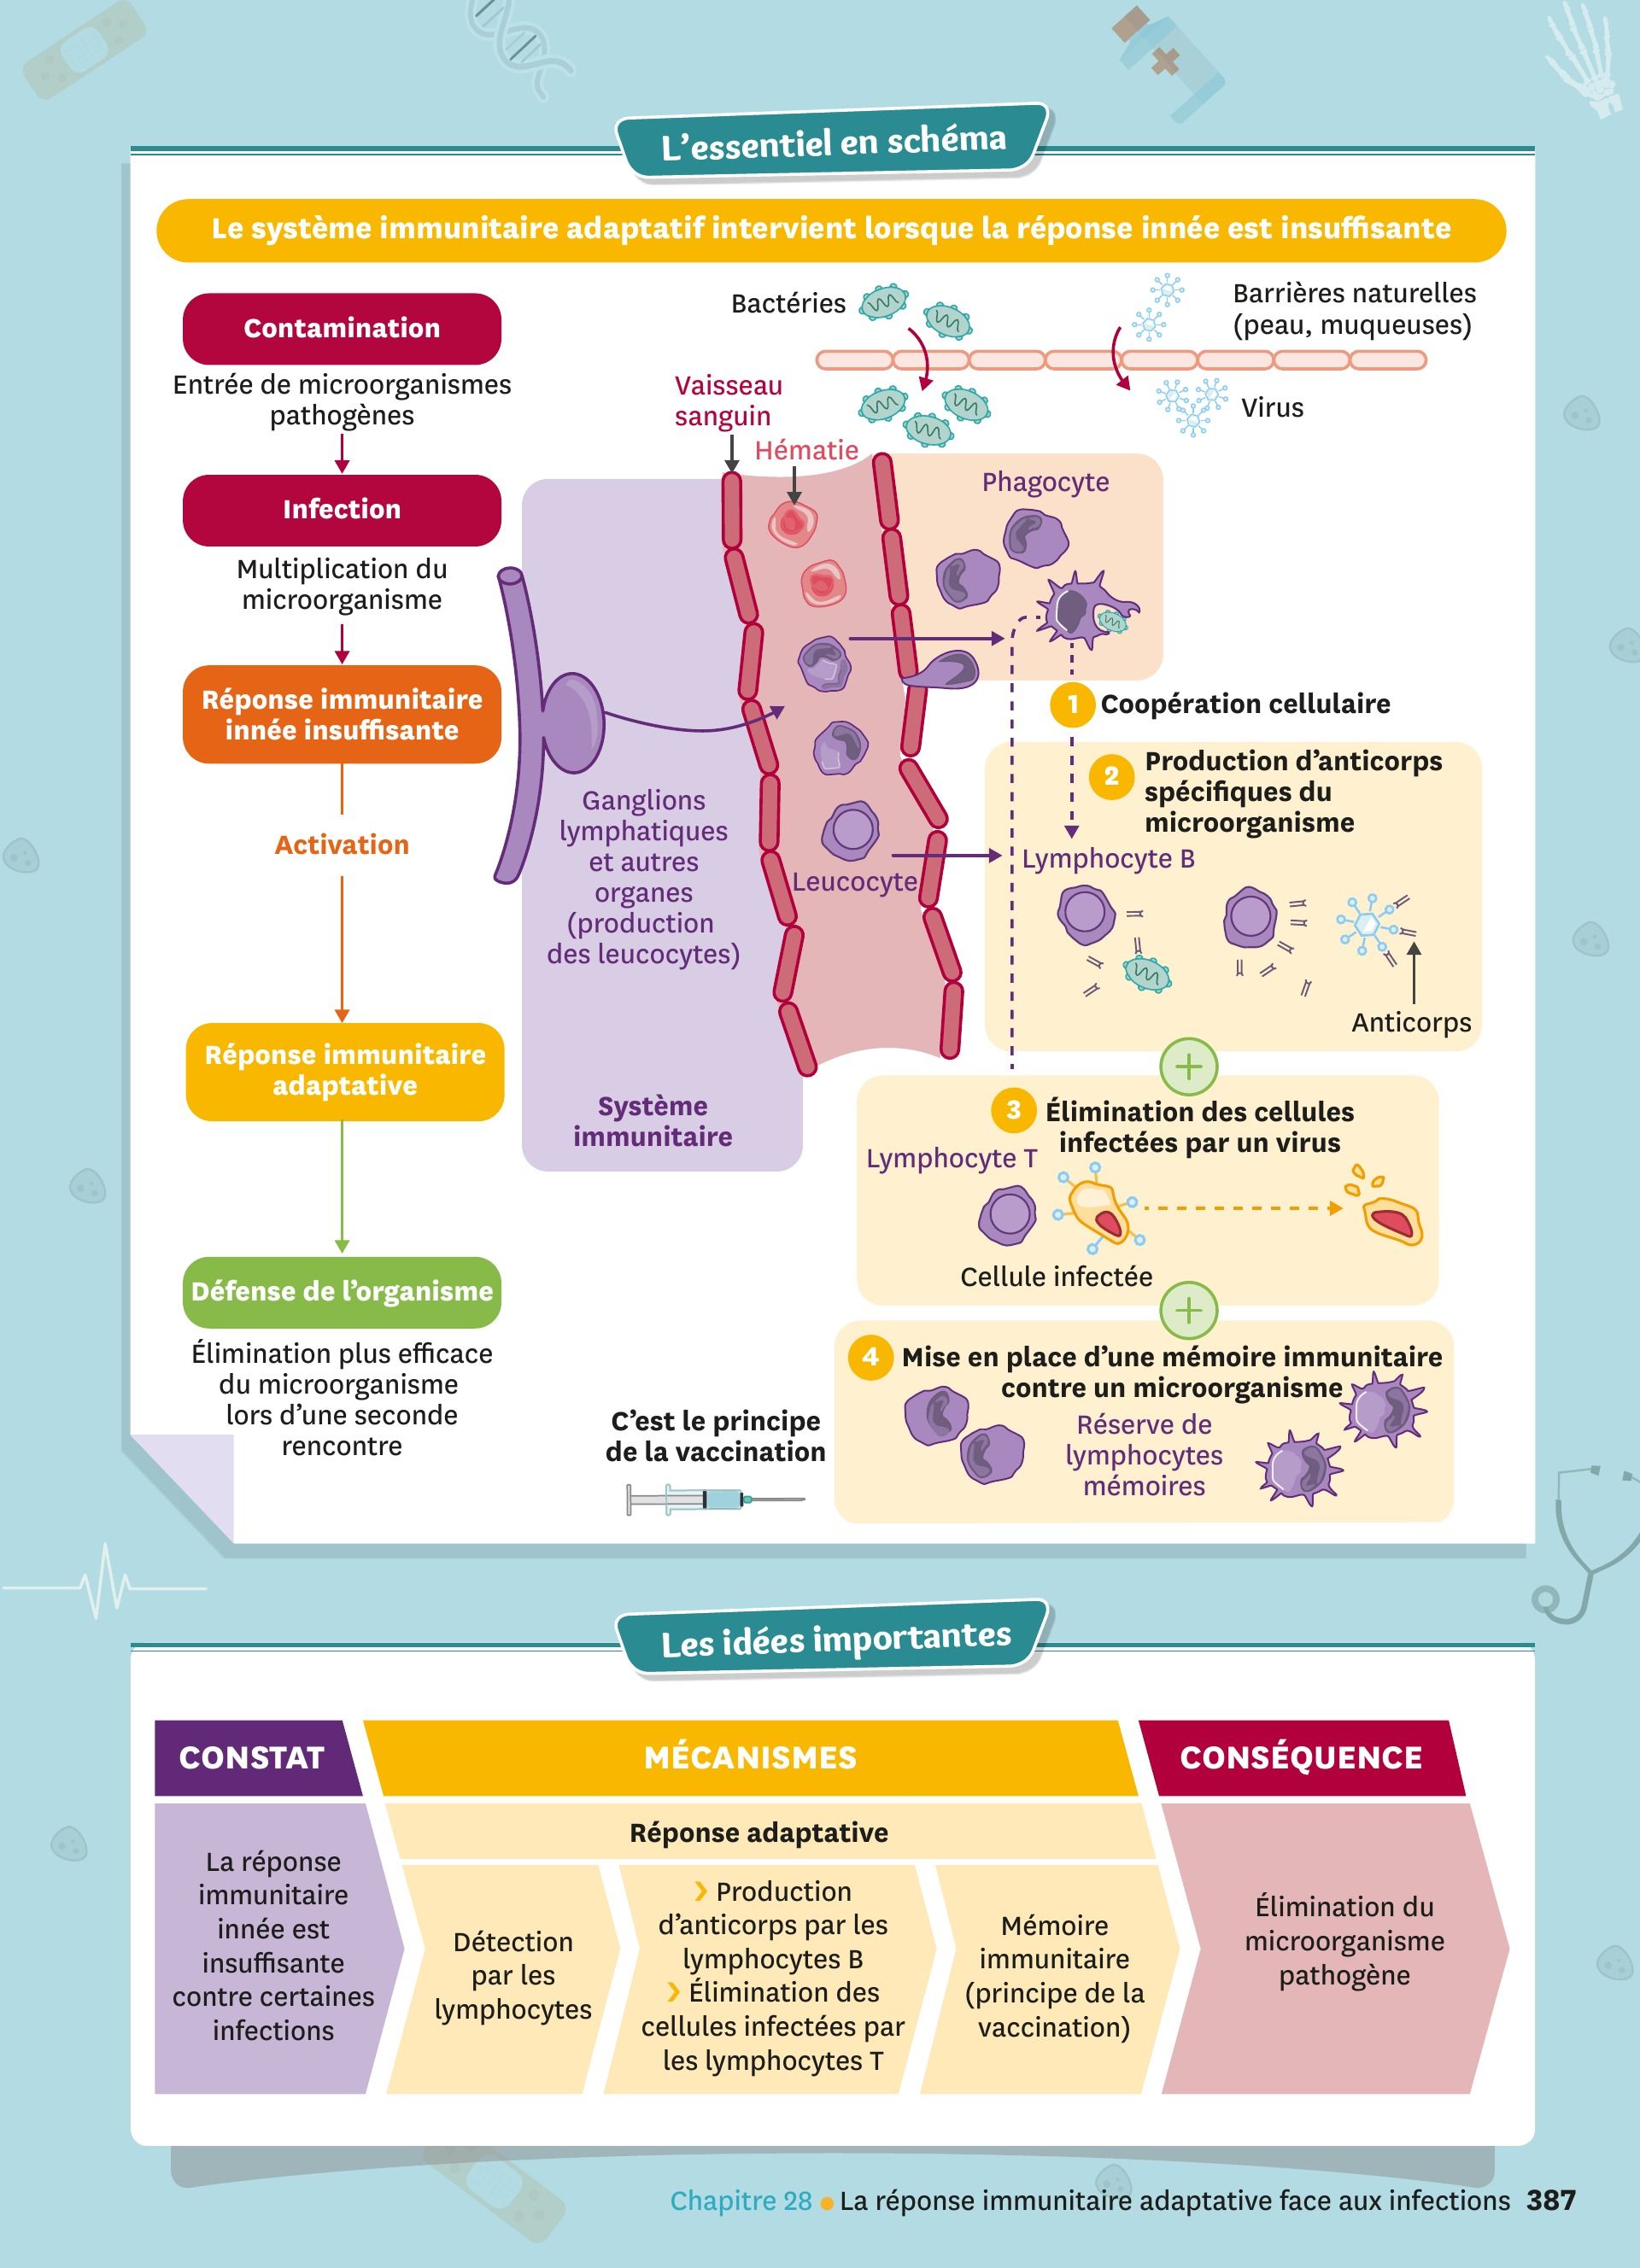 L'essentiel en schéma
Le système immunitaire adaptatif intervient lorsque la réponse innée est insuffisante
Contamination
Entrée de microorganismes
pathogènes
Infection
Multiplication du
microorganisme
Réponse immunitaire
innée insuffisante
Activation
Réponse immunitaire
adaptative
Défense de l'organisme
Élimination plus efficace
du microorganisme
lors d'une seconde
rencontre
Bactéries
Barrières naturelles
(peau, muqueuses)
Virus
Vaisseau
sanguin
Hématie
Phagocyte
1 Coopération cellulaire
2 Production d'anticorps
spécifiques du
microorganisme
Lymphocyte B
Anticorps
Ganglions
lymphatiques
et autres
organes
(production
des leucocytes)
Leucocyte
Système
immunitaire
3 Élimination des cellules
infectées par un virus
Lymphocyte T
Cellule infectée
4 Mise en place d'une mémoire immunitaire
contre un microorganisme
Réserve de
lymphocytes
mémoires
C'est le principe
de la vaccination
Les idées importantes
CONSTAT
MÉCANISMES
CONSÉQUENCE
La réponse
immunitaire
innée est
insuffisante
contre certaines
infections
Réponse adaptative
Détection
par les
lymphocytes
❯ Production
d'anticorps par les
lymphocytes B
❯ Élimination des
cellules infectées par
les lymphocytes T
Mémoire
immunitaire
(principe de la
vaccination)
Élimination du
microorganisme
pathogène
Chapitre 28 • La réponse immunitaire adaptative face aux infections 387